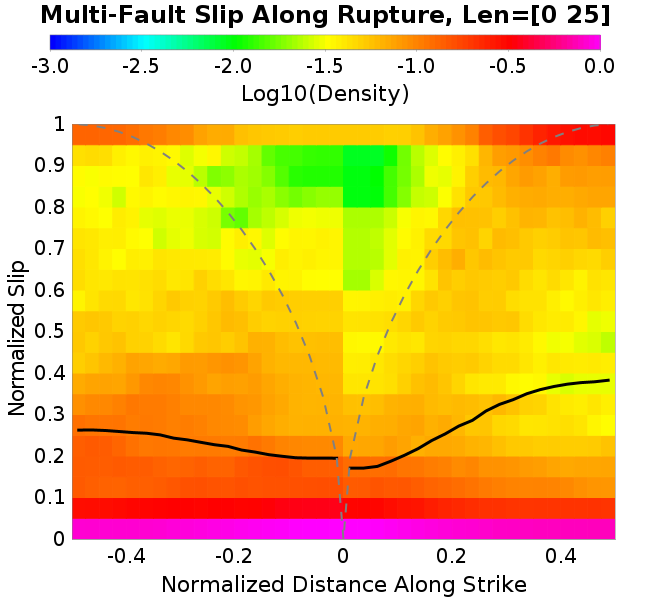 Multi-Fault Slip Along Rupture, Len=[0 25]
-3.0 -2.5 -2.0 -1.5 -1.0 -0.5 0.0
Log10(Density)
1
0.9
0.8
0.7
0.6
0.5
0.4
0.3
0.2
0.1
0
Normalized Slip
-0.4 -0.2 0 0.2 0.4
Normalized Distance Along Strike